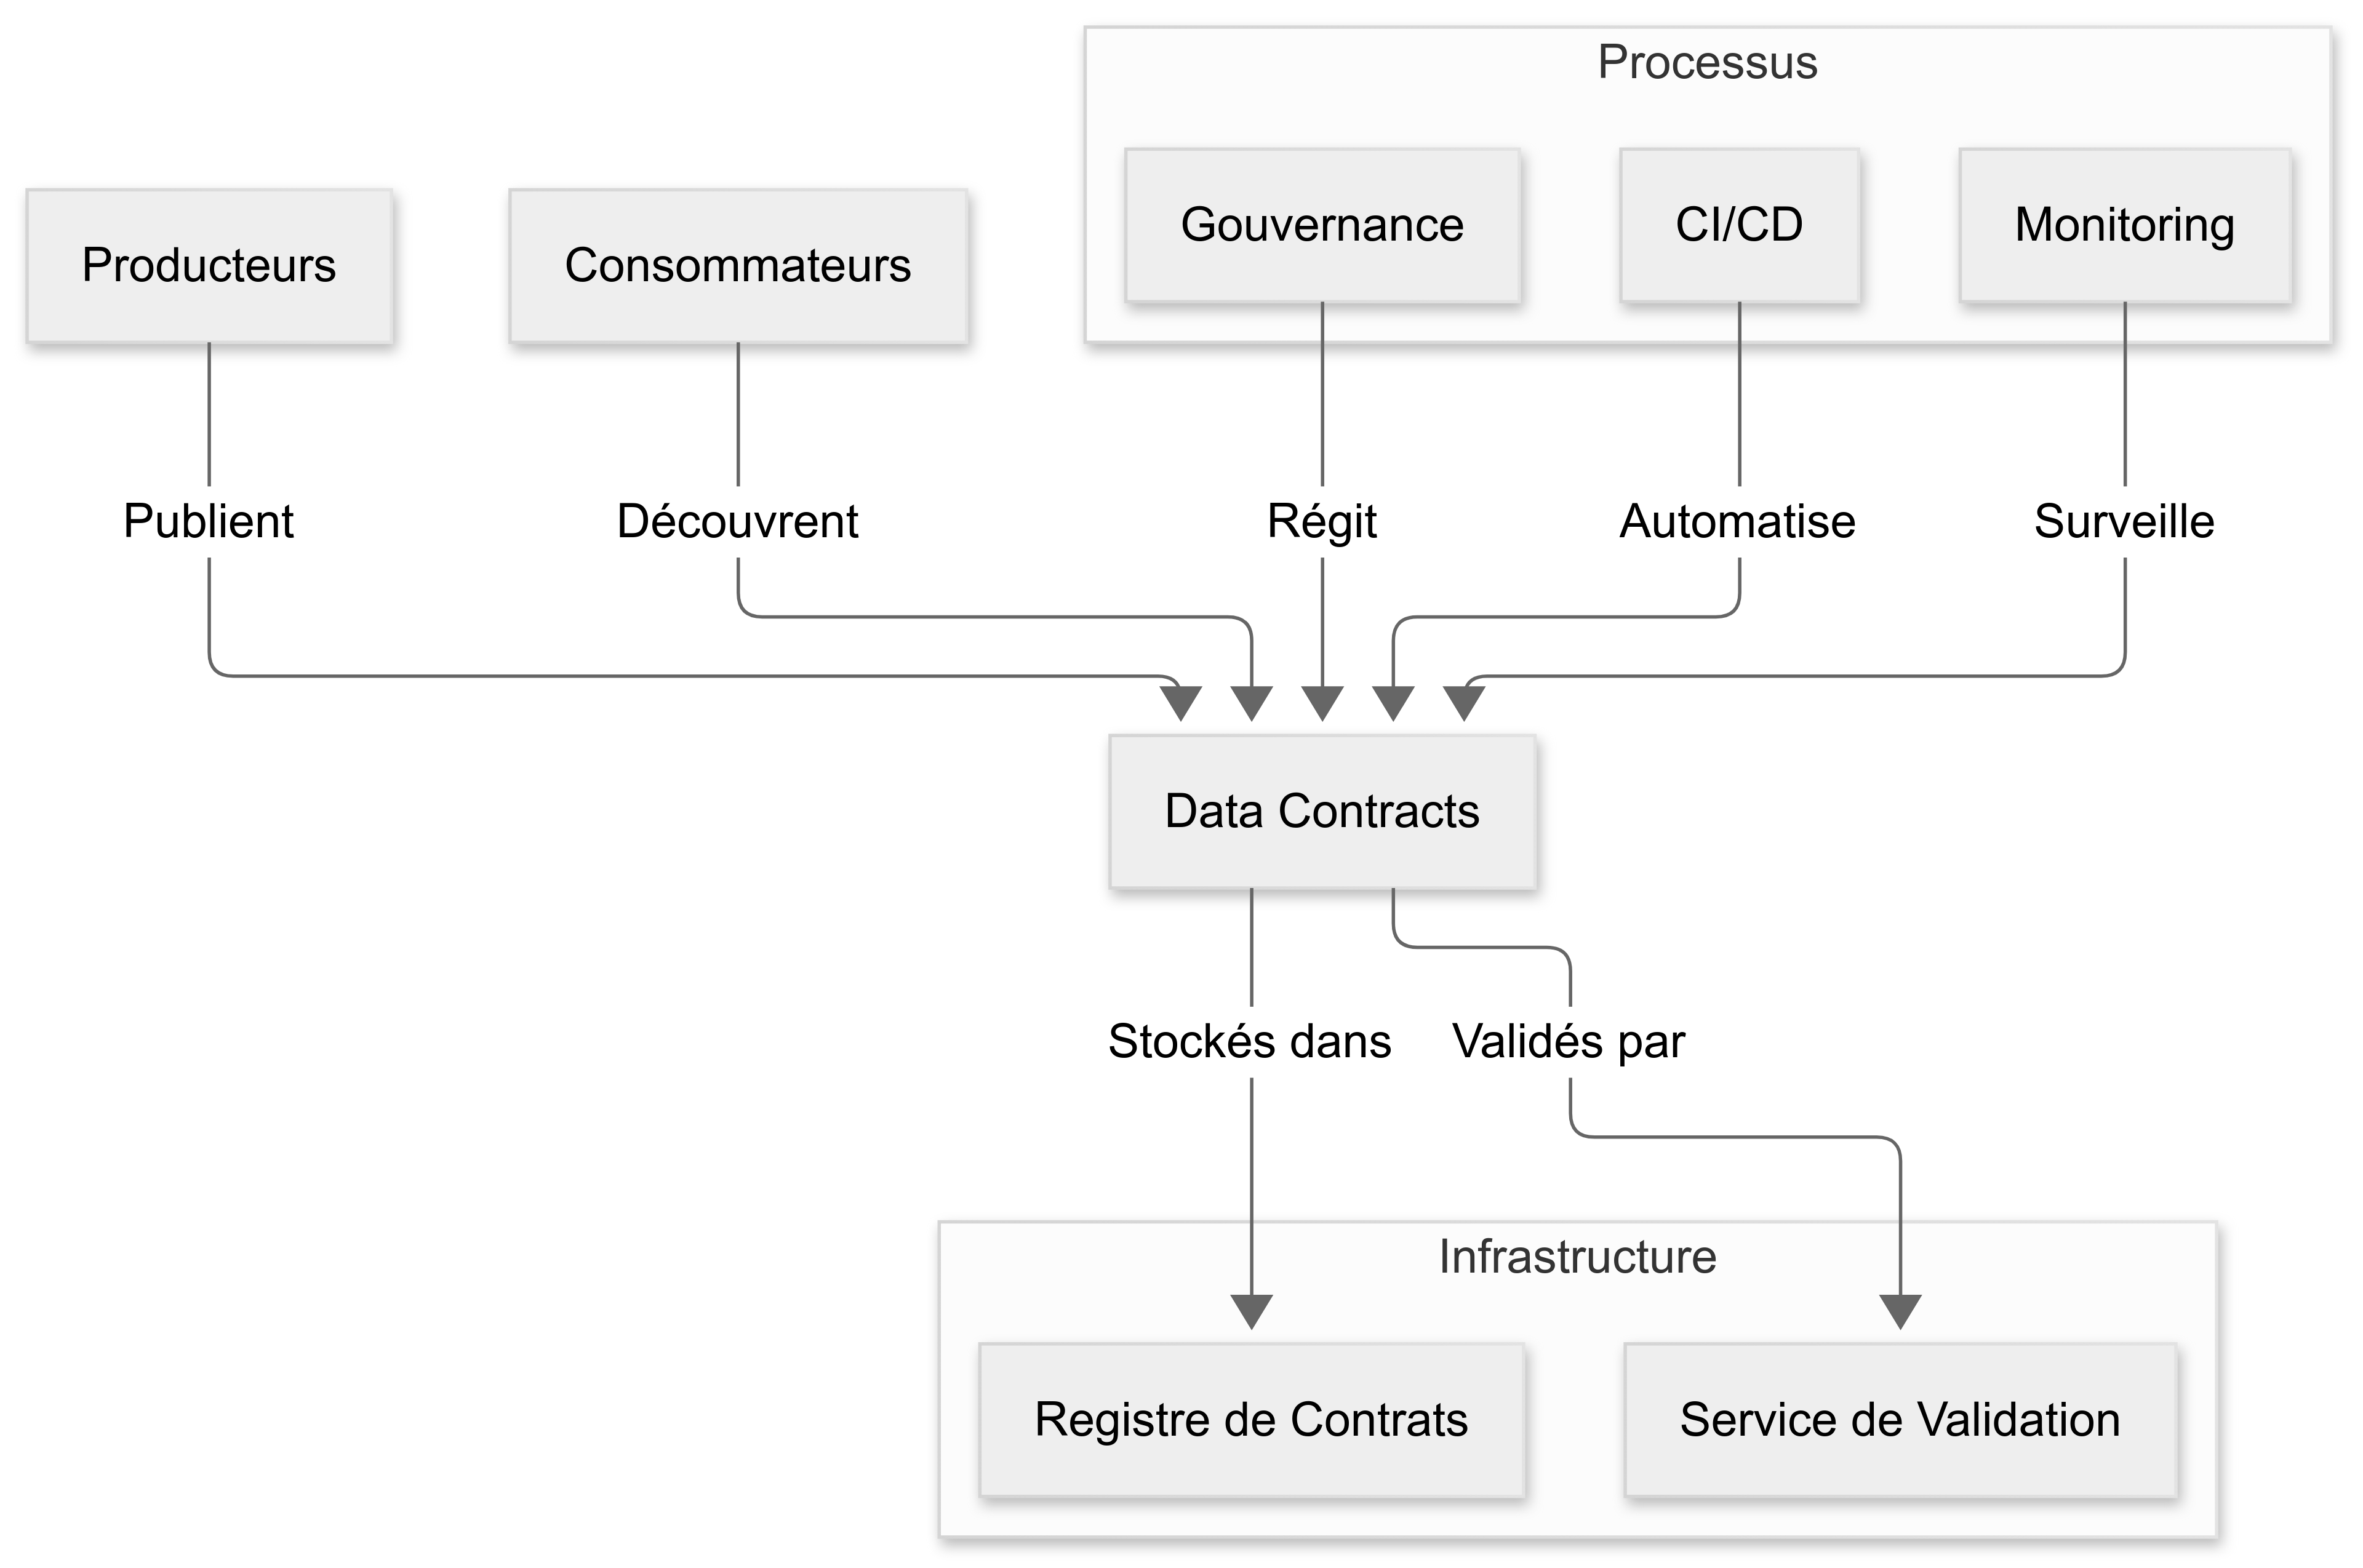 Processus
Producteurs
Consommateurs
Gouvernance
CI/CD
Monitoring
Publient
Découvrent
Régit
Automatise
Surveille
Data Contracts
Stockés dans
Validés par
Infrastructure
Registre de Contrats
Service de Validation